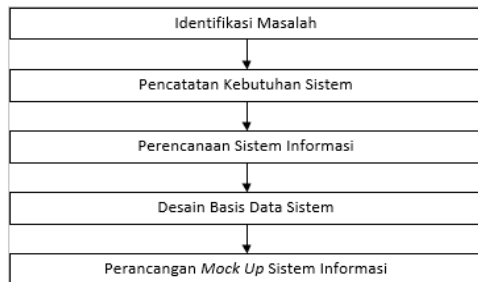 Identifikasi Masalah
Pencatatan Kebutuhan Sistem
Perencanaan Sistem Informasi
Desain Basis Data Sistem
Perancangan Mock Up Sistem Informasi